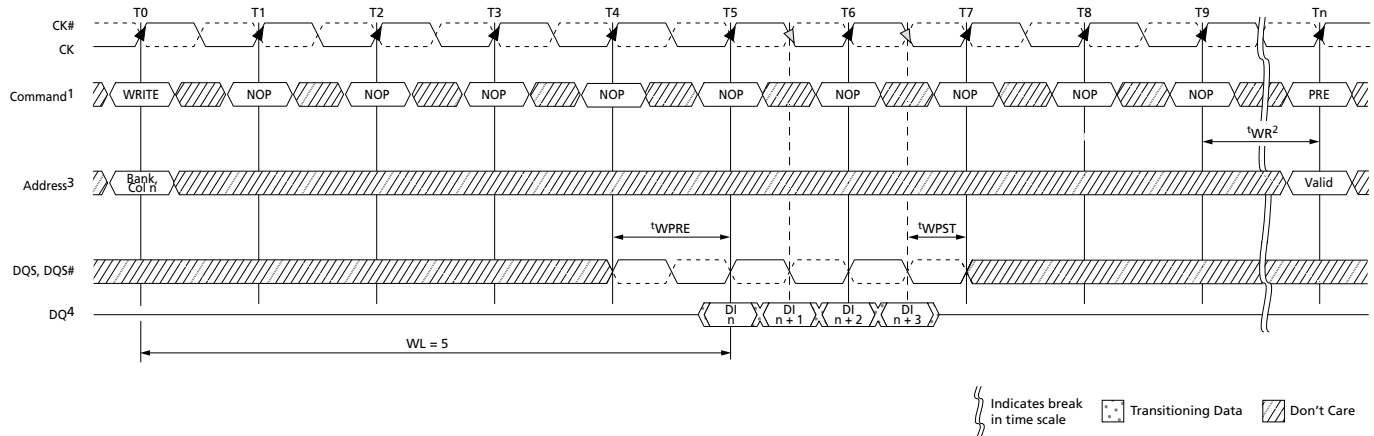 T0 T1 T2 T3 T4 T5 T6 T7 T8 T9 Tn
CK#
CK
Command1 WRITE NOP NOP NOP NOP NOP NOP NOP NOP NOP PRE
tWR2
Address3 Bank, Col n Valid
tWPRE tWPST
DQS, DQS#
DQ4 DI n DI n + 1 DI n + 2 DI n + 3
WL = 5
Indicates break in time scale
Transitioning Data
Don't Care